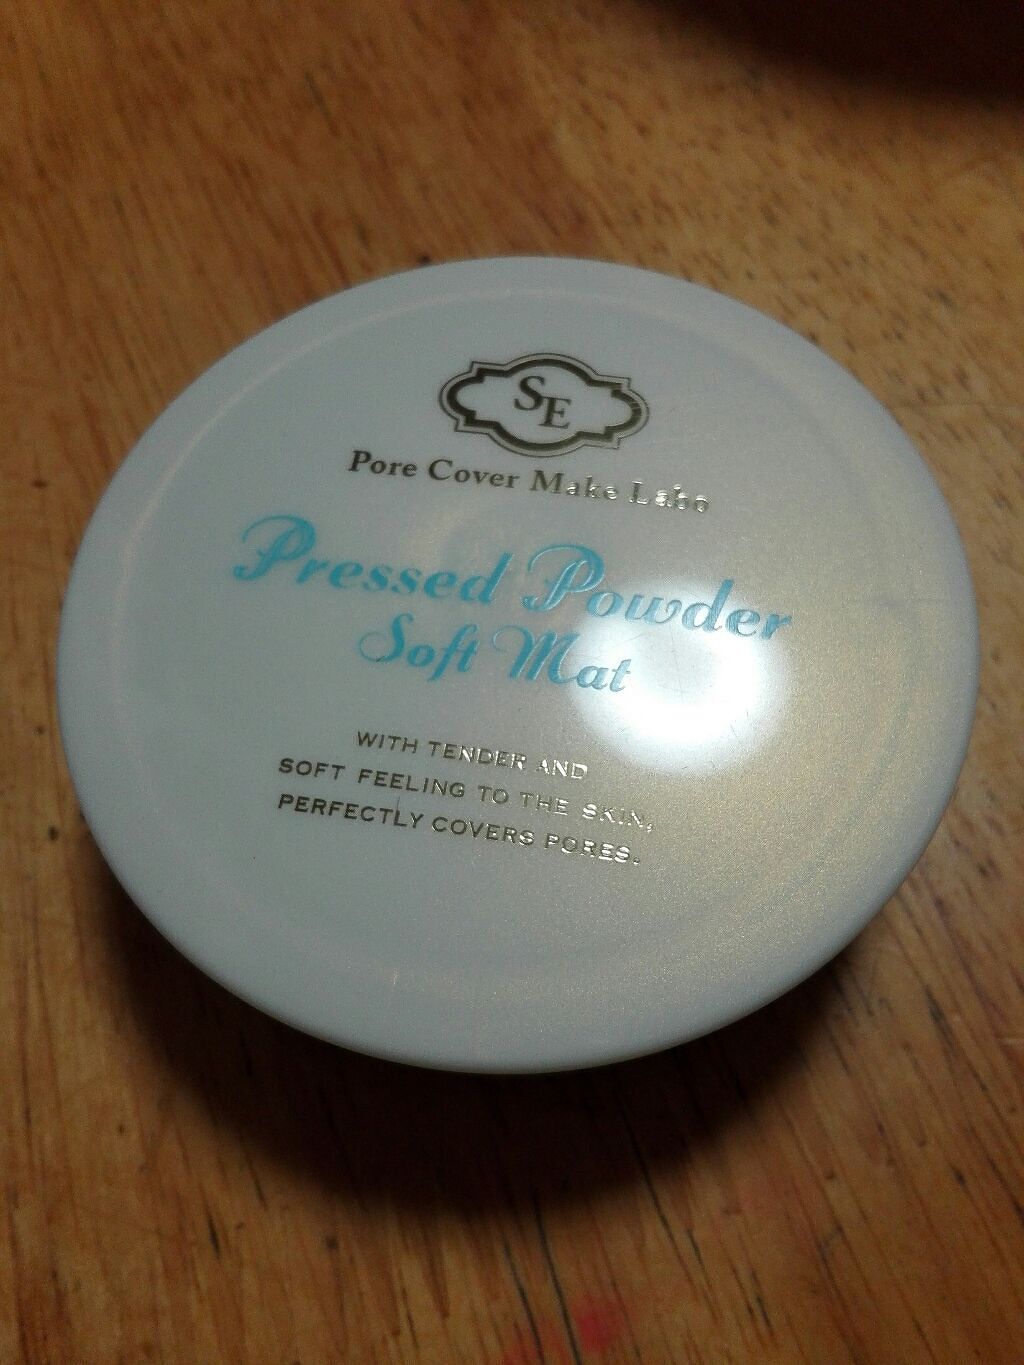 SE
Pore Cover Make Labo
Pressed Powder
Soft Mat
WITH TENDER AND
SOFT FEELING TO THE SKIN,
PERFECTLY COVERS PORES.